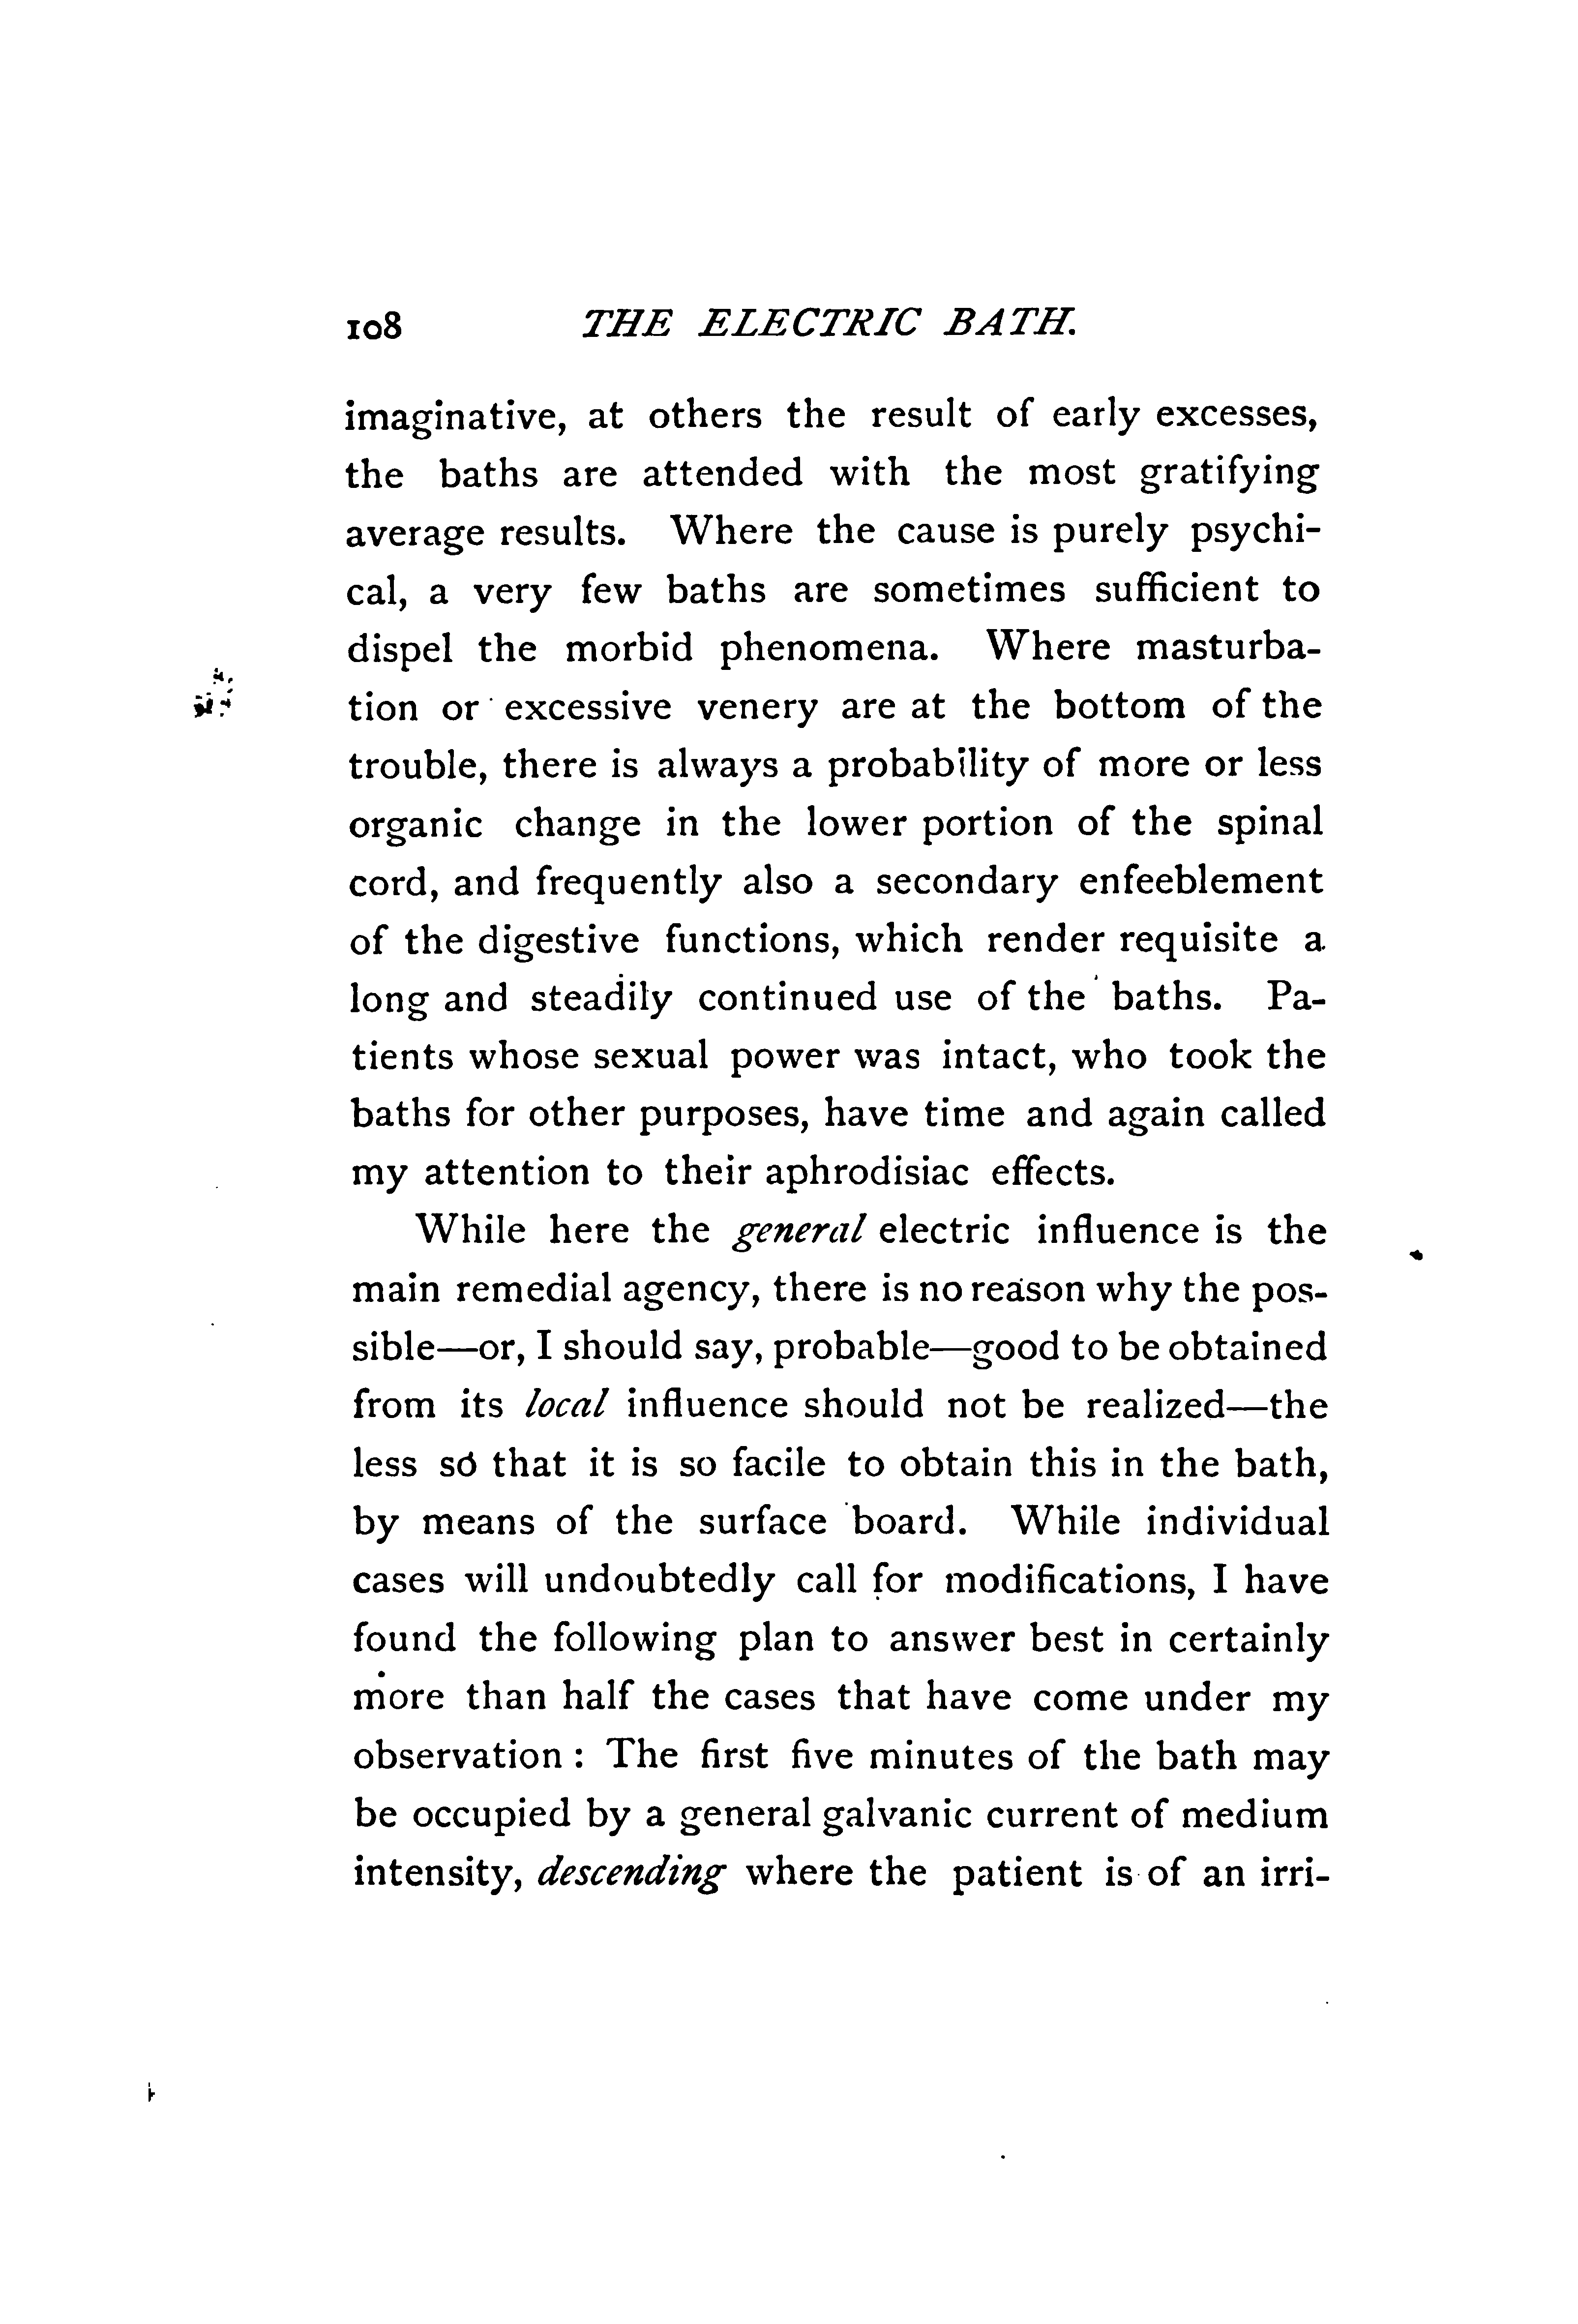 108 THE ELECTRIC BATH.
imaginative, at others the result of early excesses,
the baths are attended with the most gratifying
average results. Where the cause is purely psychi-
cal, a very few baths are sometimes sufficient to
dispel the morbid phenomena. Where masturba-
tion or excessive venery are at the bottom of the
trouble, there is always a probability of more or less
organic change in the lower portion of the spinal
cord, and frequently also a secondary enfeeblement
of the digestive functions, which render requisite a
long and steadily continued use of the baths. Pa-
tients whose sexual power was intact, who took the
baths for other purposes, have time and again called
my attention to their aphrodisiac effects.
While here the general electric influence is the
main remedial agency, there is no reason why the pos-
sible—or, I should say, probable—good to be obtained
from its local influence should not be realized—the
less so that it is so facile to obtain this in the bath,
by means of the surface board. While individual
cases will undoubtedly call for modifications, I have
found the following plan to answer best in certainly
more than half the cases that have come under my
observation : The first five minutes of the bath may
be occupied by a general galvanic current of medium
intensity, descending where the patient is of an irri-